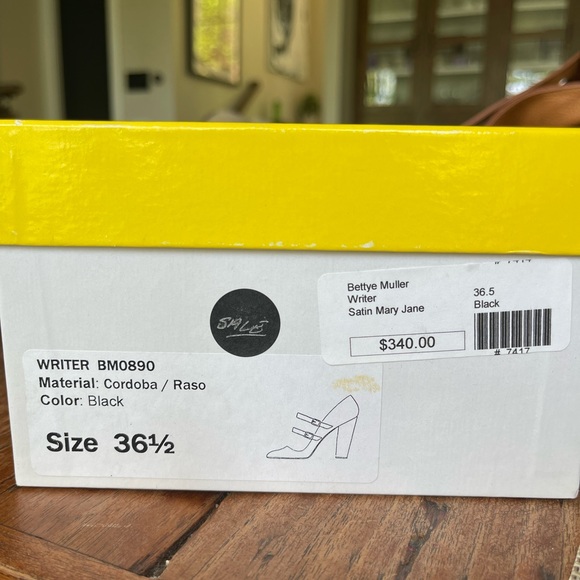 SALE
Bettye Muller
Writer
Satin Mary Jane
36.5
Black
$340.00
# 7417
WRITER BM0890
Material: Cordoba / Raso
Color: Black
Size 36½